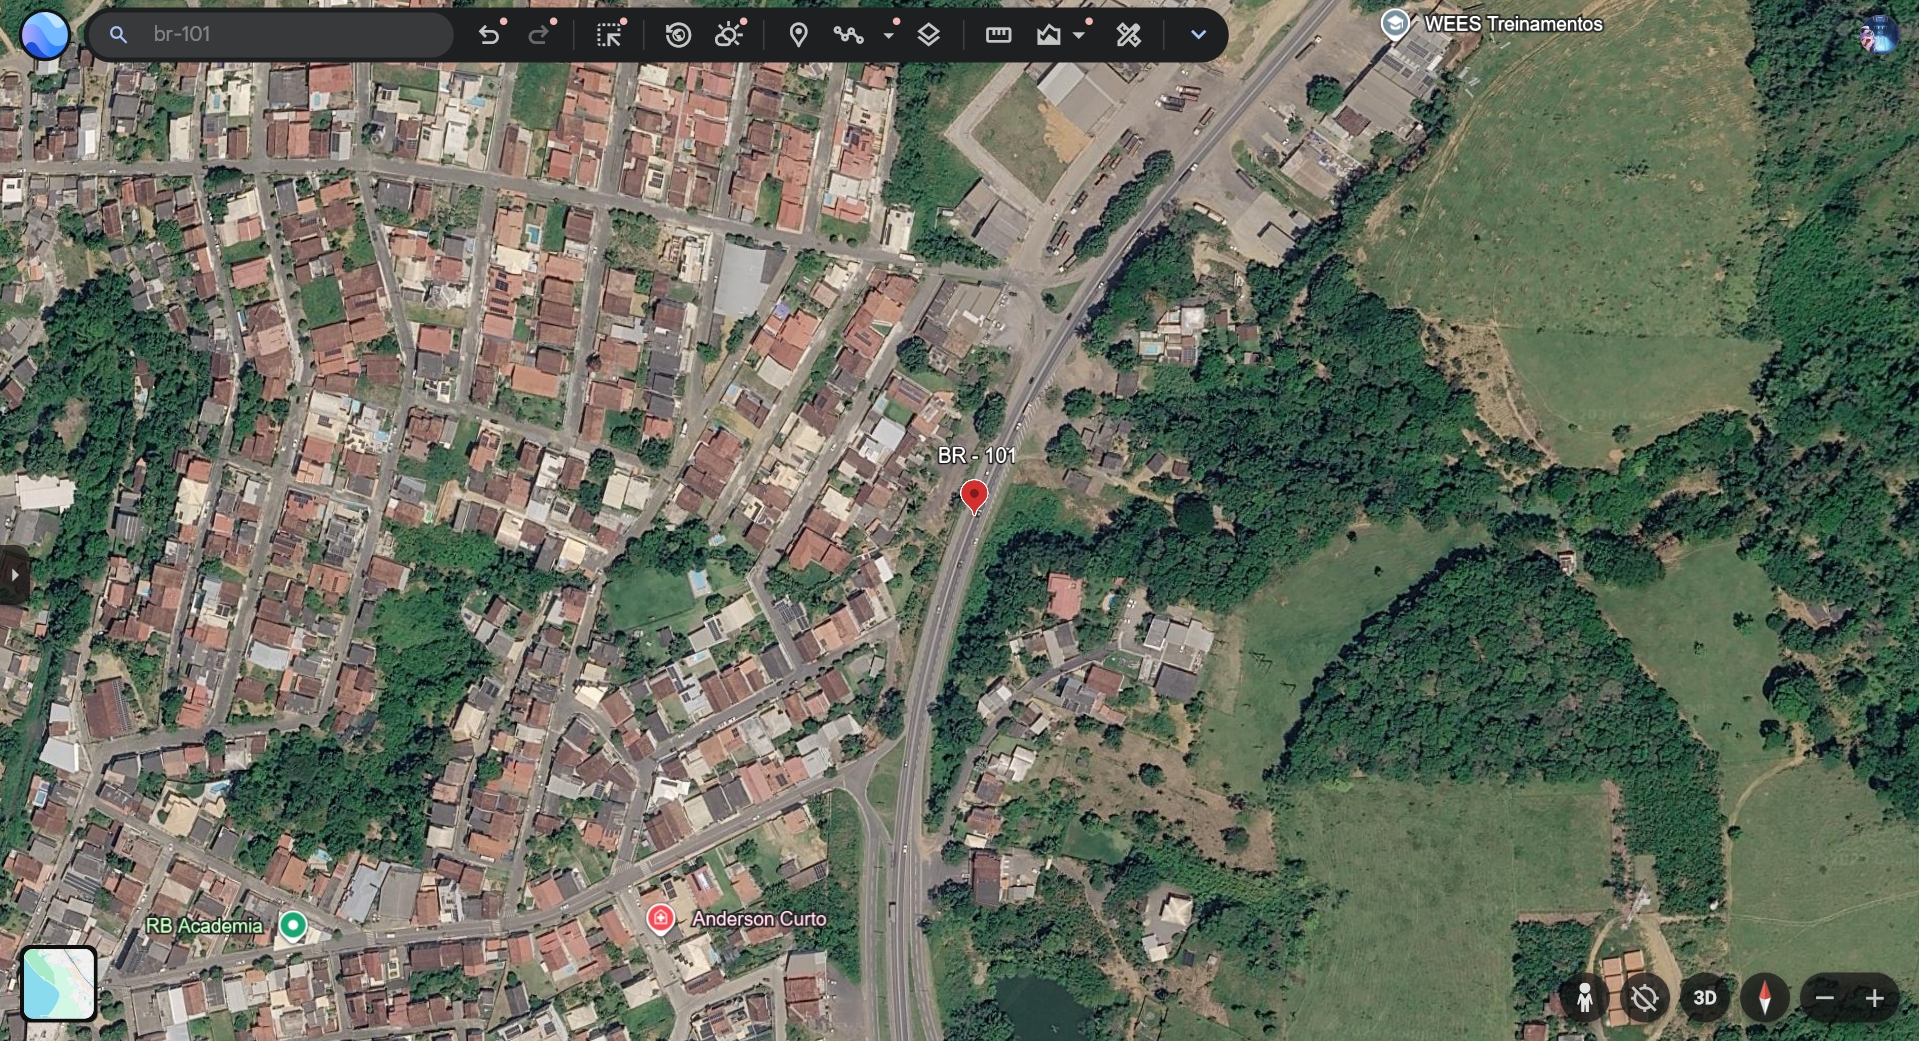 br-101
WEES Treinamentos
BR - 101
RB Academia
Anderson Curto
3D